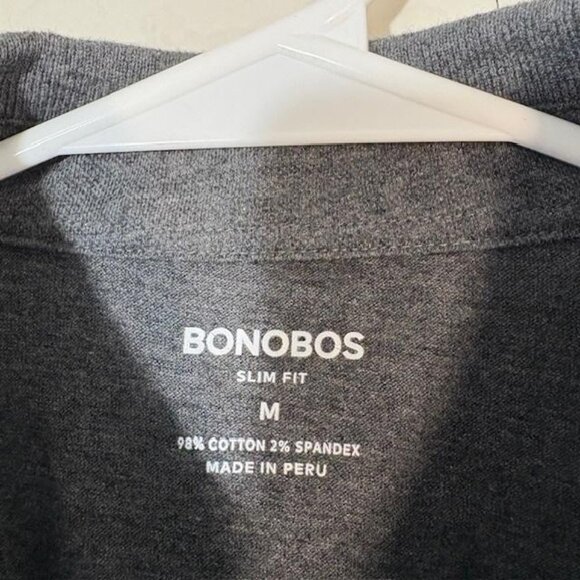 BONOBOS
SLIM FIT
M
98% COTTON 2% SPANDEX
MADE IN PERU